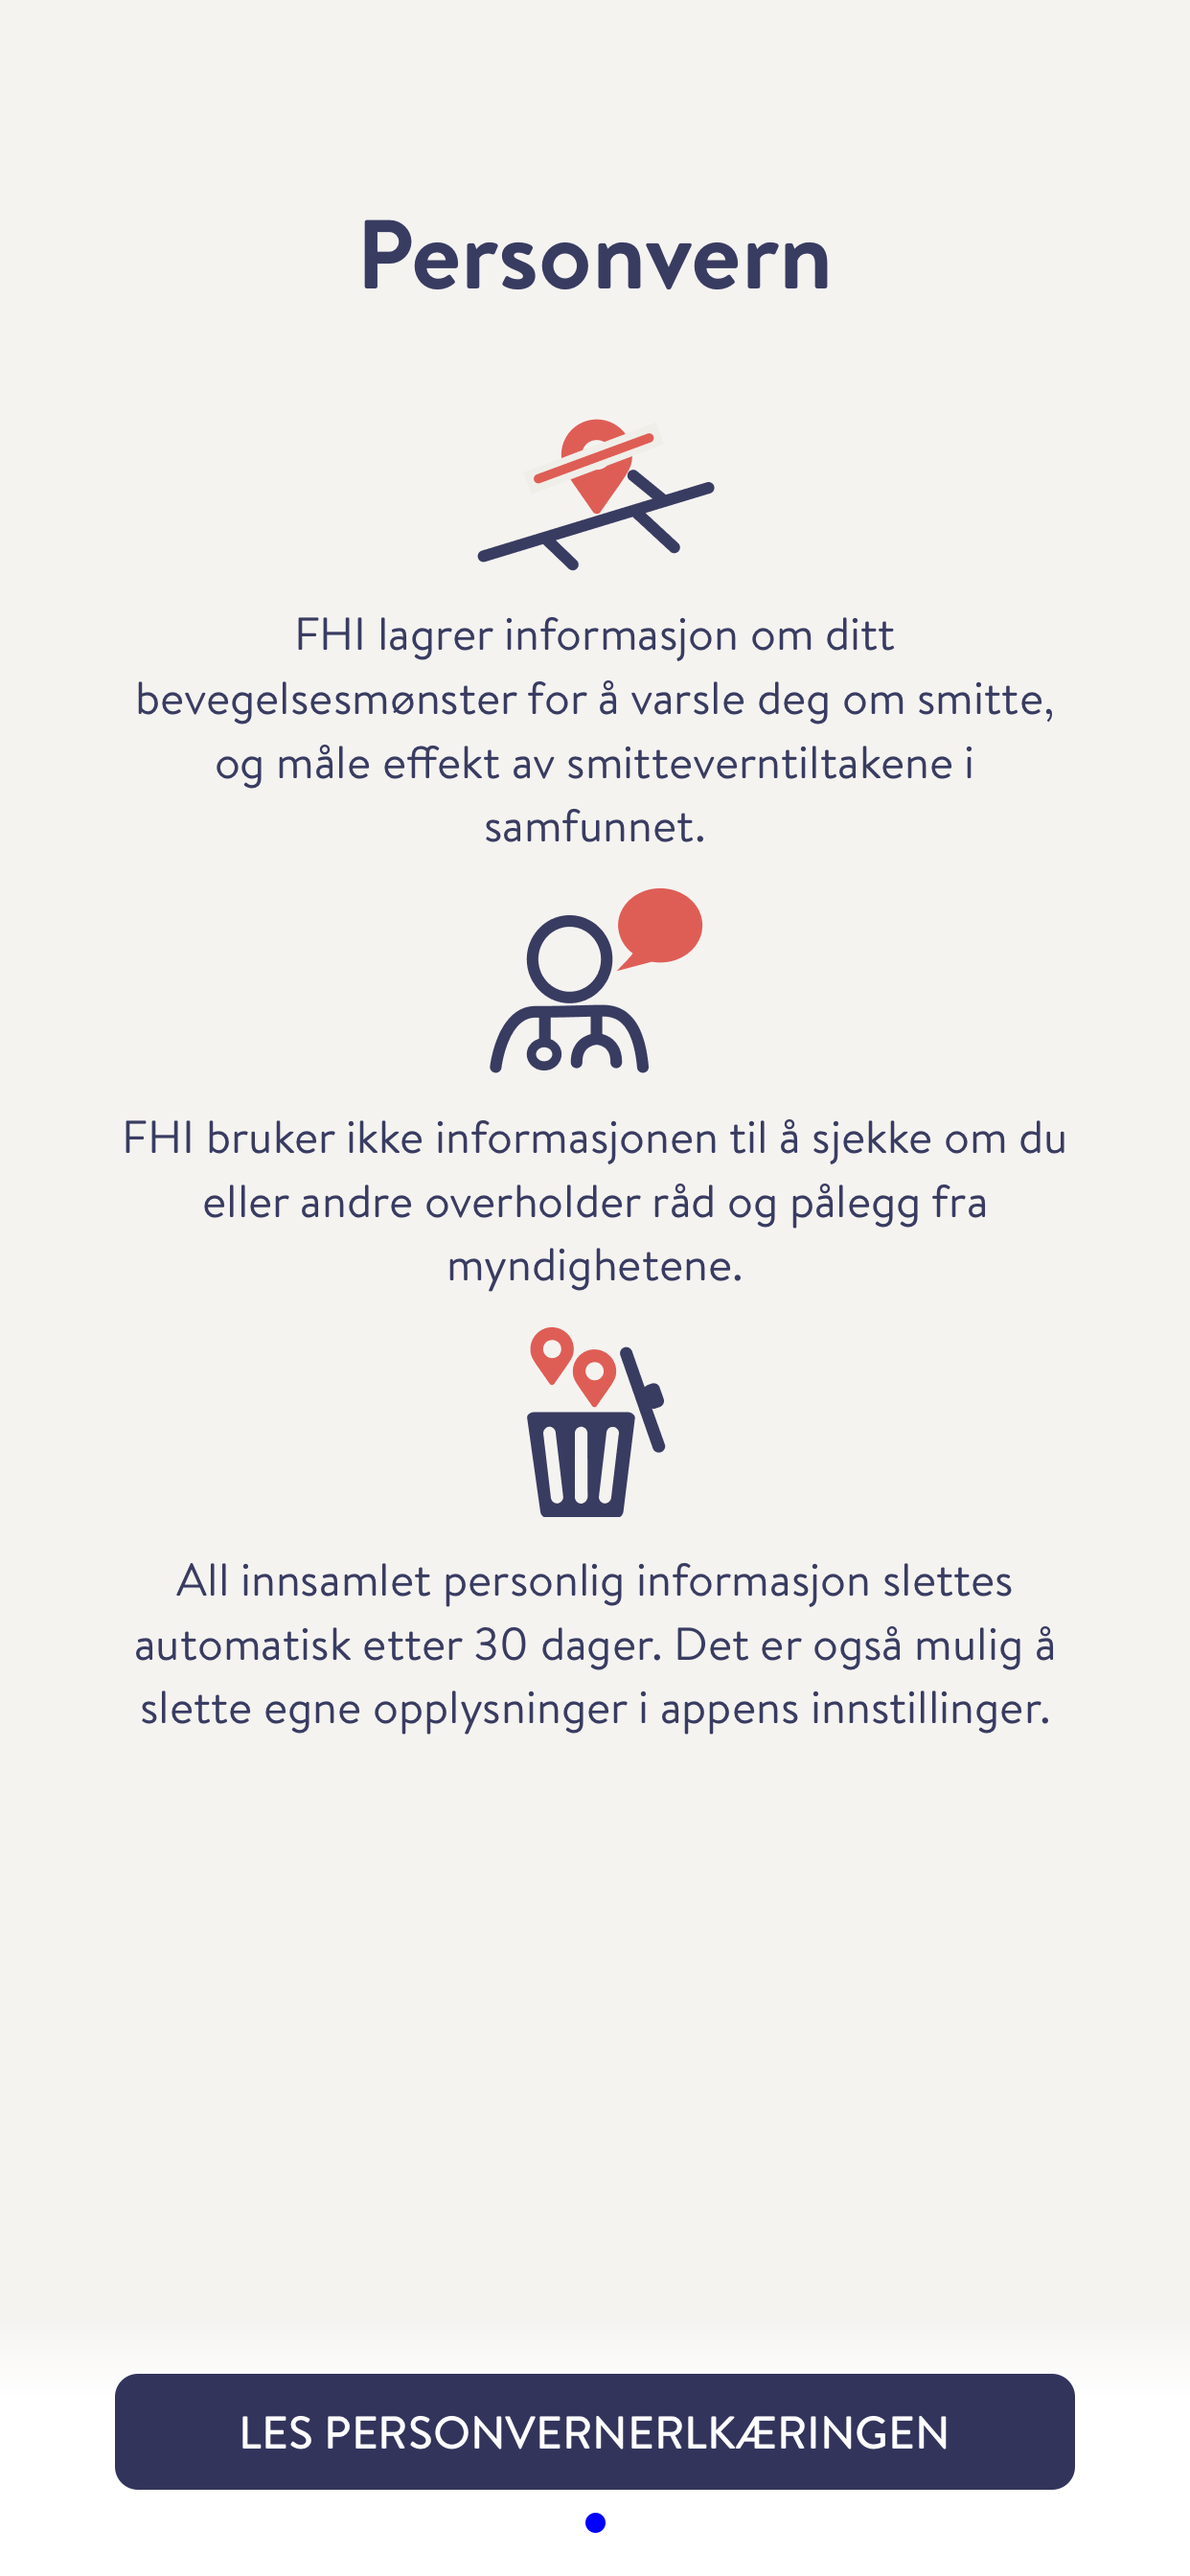 Personvern
FHI lagrer informasjon om ditt
bevegelsesmønster for å varsle deg om smitte,
og måle effekt av smitteverntiltakene i
samfunnet.
FHI bruker ikke informasjonen til å sjekke om du
eller andre overholder råd og pålegg fra
myndighetene.
All innsamlet personlig informasjon slettes
automatisk etter 30 dager. Det er også mulig å
slette egne opplysninger i appens innstillinger.
LES PERSONVERNERLKÆRINGEN